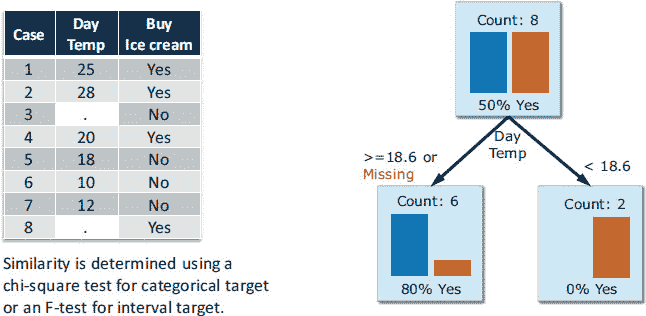 Case Day Temp Buy Ice cream
1 25 Yes
2 28 Yes
3 . No
4 20 Yes
5 18 No
6 10 No
7 12 No
8 . Yes
Similarity is determined using a
chi-square test for categorical target
or an F-test for interval target.
Count: 8
50% Yes
Day
Temp
>=18.6 or
Missing
< 18.6
Count: 6
80% Yes
Count: 2
0% Yes